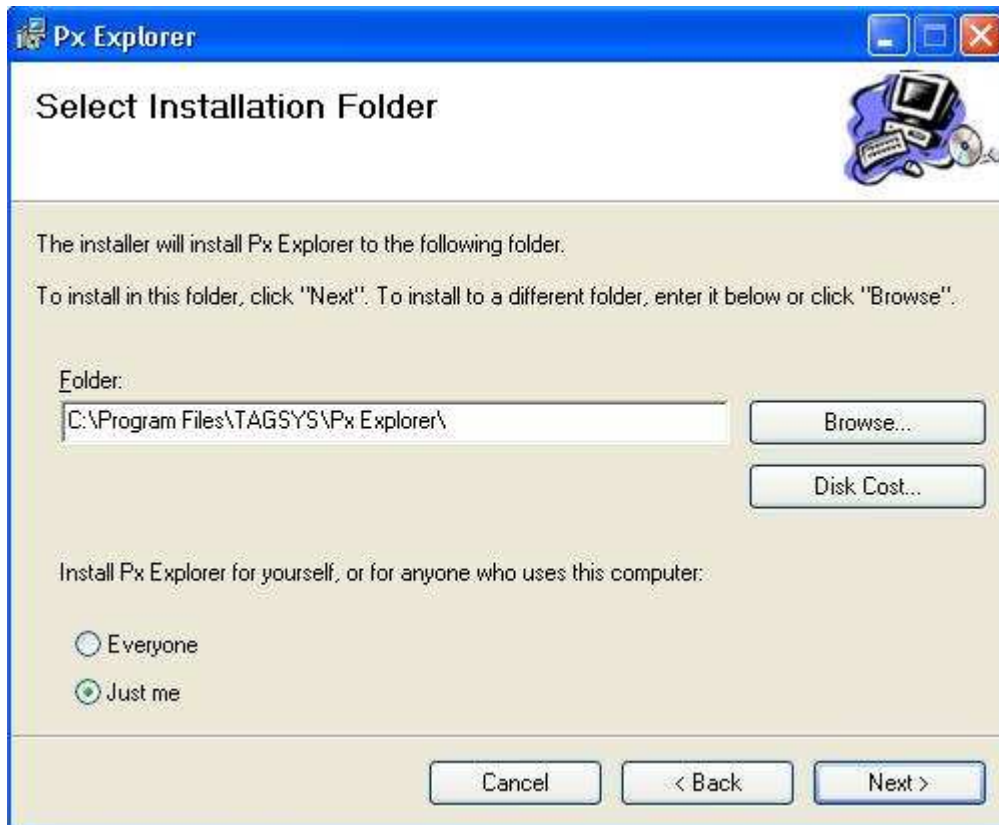 Px Explorer
Select Installation Folder
The installer will install Px Explorer to the following folder.
To install in this folder, click "Next". To install to a different folder, enter it below or click "Browse".
Folder:
C:\Program Files\TAGSYS\Px Explorer\
Browse...
Disk Cost...
Install Px Explorer for yourself, or for anyone who uses this computer:
Everyone
Just me
Cancel
< Back
Next >